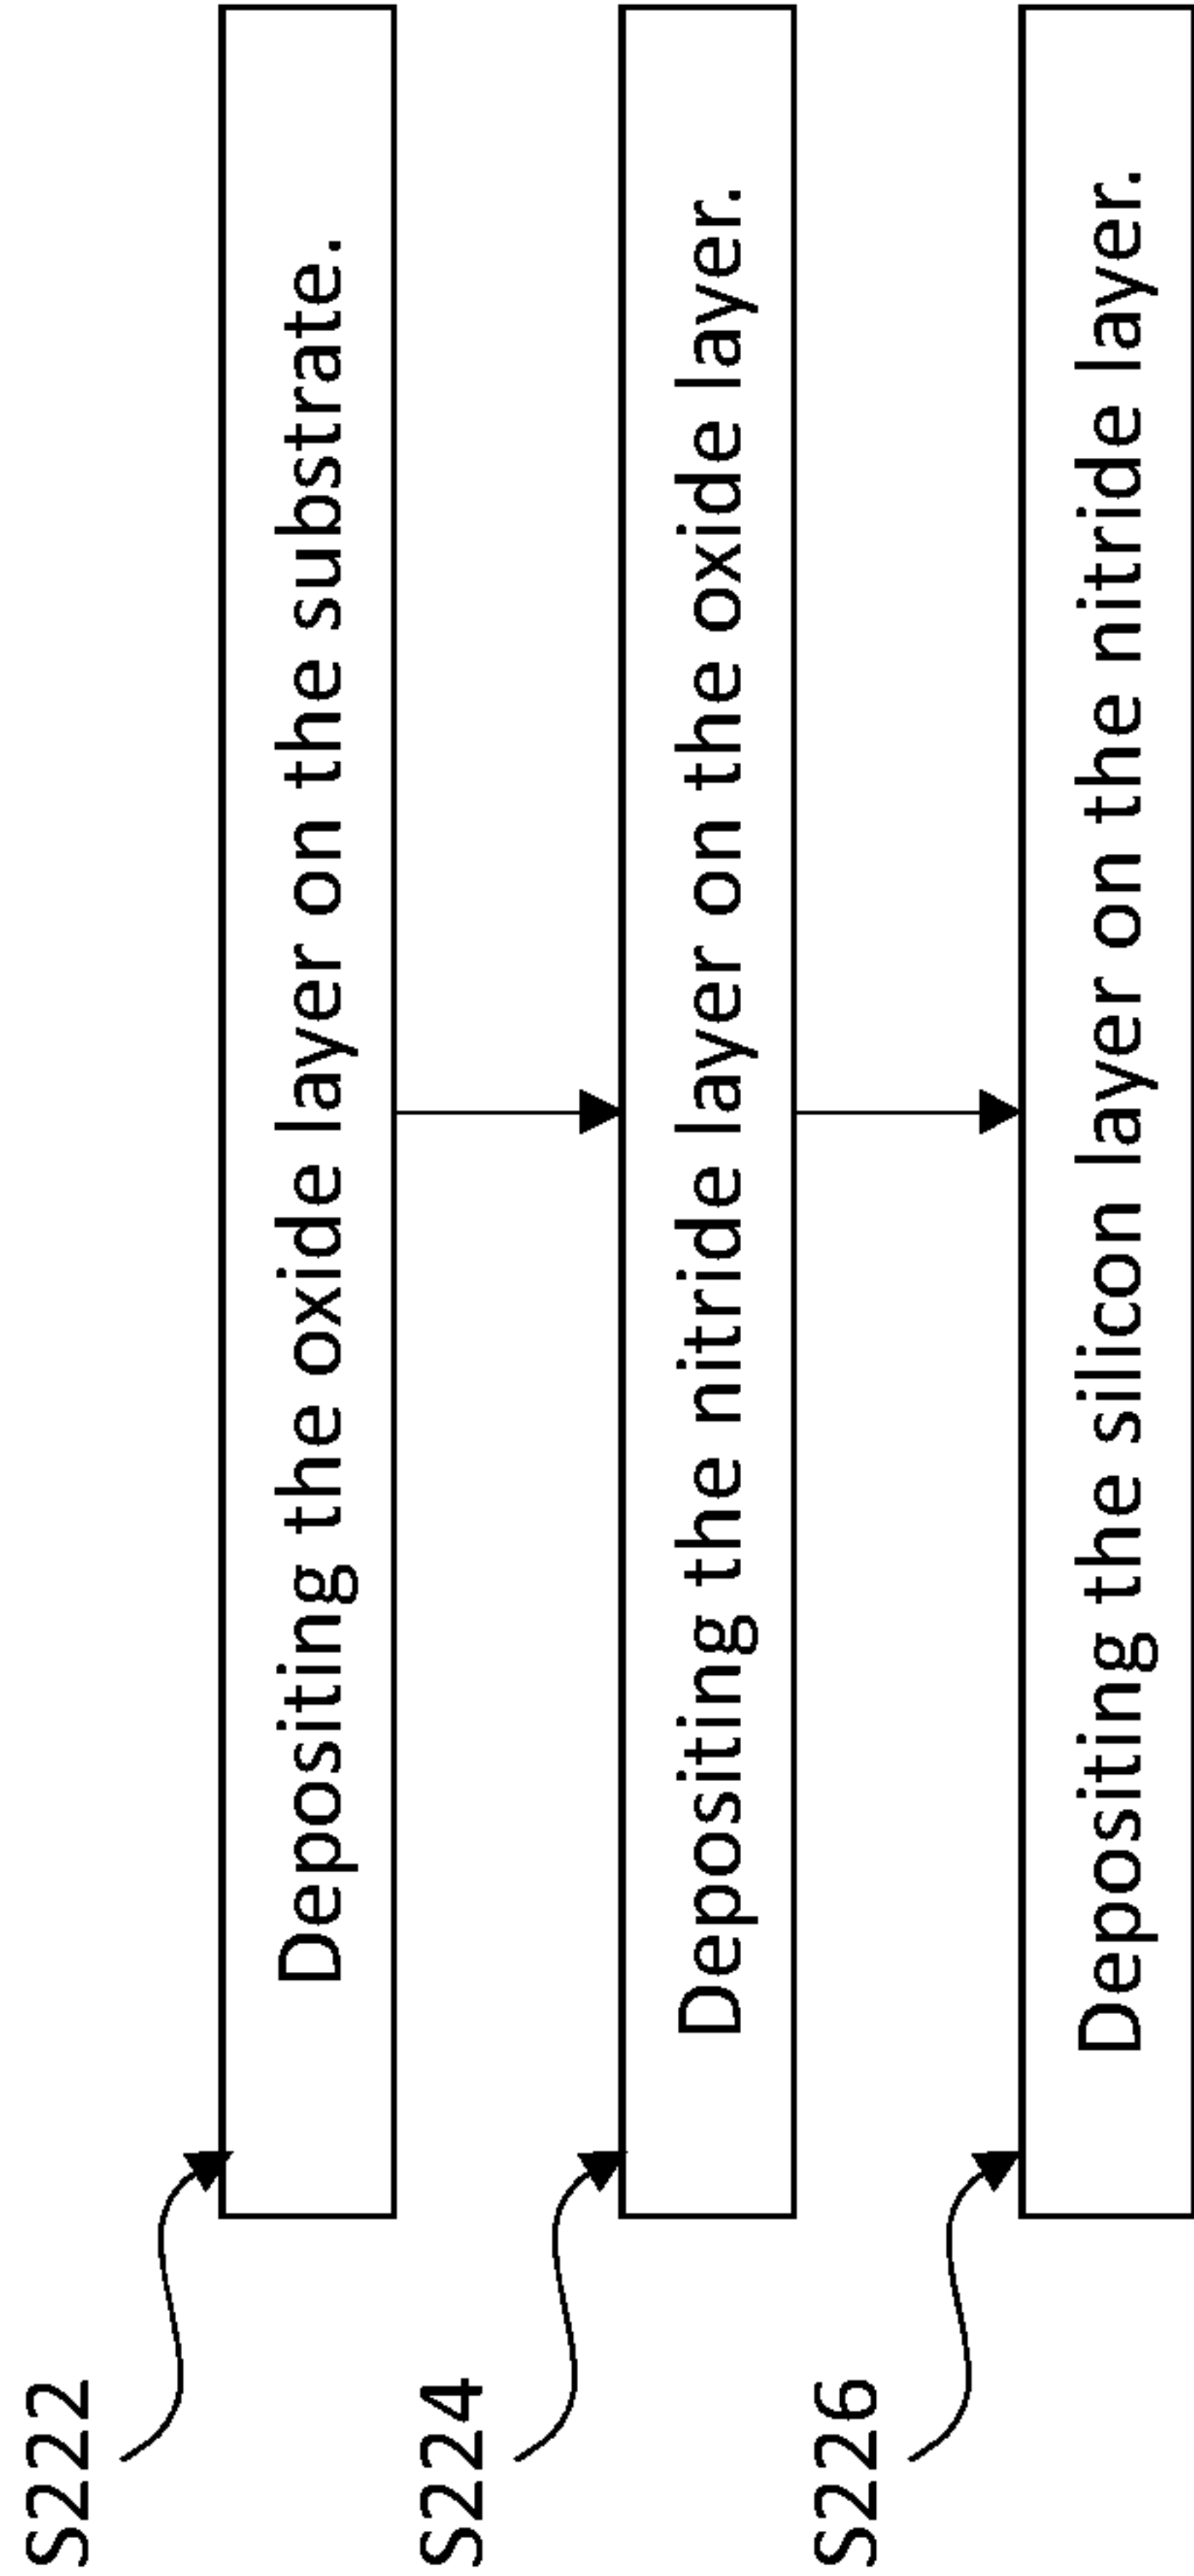 S222
Depositing the oxide layer on the substrate.
S224
Depositing the nitride layer on the oxide layer.
S226
Depositing the silicon layer on the nitride layer.